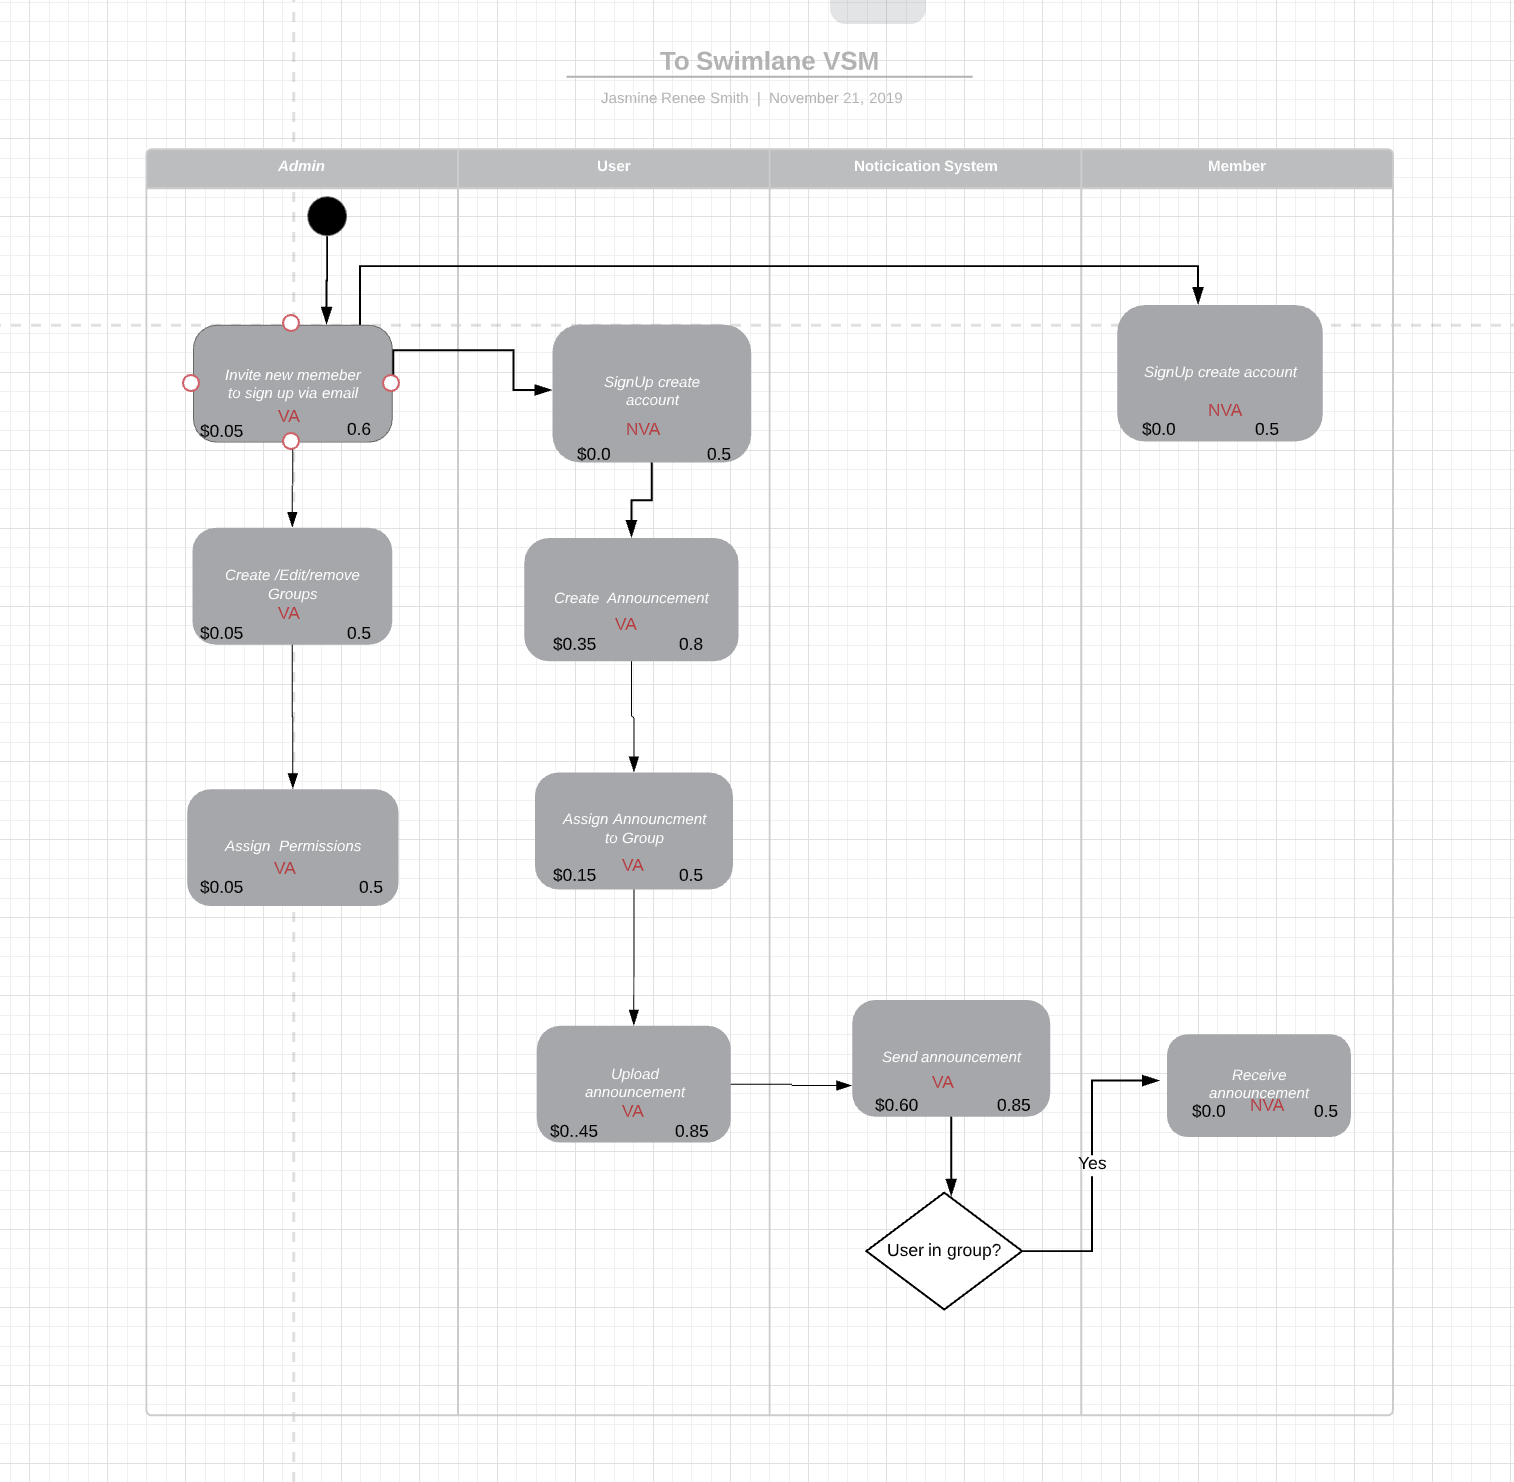 To Swimlane VSM
Jasmine Renee Smith | November 21, 2019
Admin
User
Noticication System
Member
Invite new memeber
to sign up via email
VA
$0.05
0.6
SignUp create
account
NVA
$0.0
0.5
SignUp create account
NVA
$0.0
0.5
Create /Edit/remove
Groups
VA
$0.05
0.5
Create Announcement
VA
$0.35
0.8
Assign Permissions
VA
$0.05
0.5
Assign Announcment
to Group
VA
$0.15
0.5
Upload
announcement
VA
$0..45
0.85
Send announcement
VA
$0.60
0.85
Receive
announcement
NVA
$0.0
0.5
Yes
User in group?